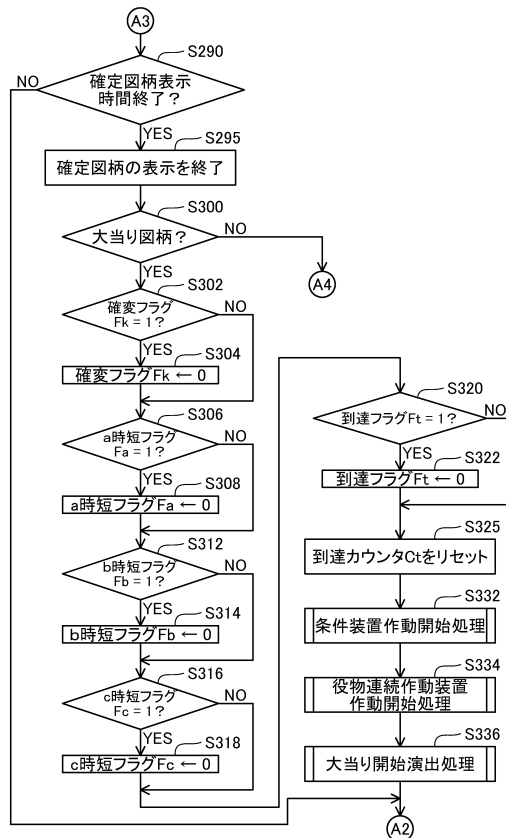 A3
S290
NO
確定図柄表示
時間終了？
YES
S295
確定図柄の表示を終了
S300
大当り図柄？
NO
YES
A4
S302
確変フラグ
Fk = 1？
NO
YES
S304
確変フラグFk ← 0
S306
a時短フラグ
Fa = 1？
NO
YES
S308
a時短フラグFa ← 0
S312
b時短フラグ
Fb = 1？
NO
YES
S314
b時短フラグFb ← 0
S316
c時短フラグ
Fc = 1？
NO
YES
S318
c時短フラグFc ← 0
S320
到達フラグFt = 1？
NO
YES
S322
到達フラグFt ← 0
S325
到達カウンタCtをリセット
S332
条件装置作動開始処理
S334
役物連続作動装置
作動開始処理
S336
大当り開始演出処理
A2